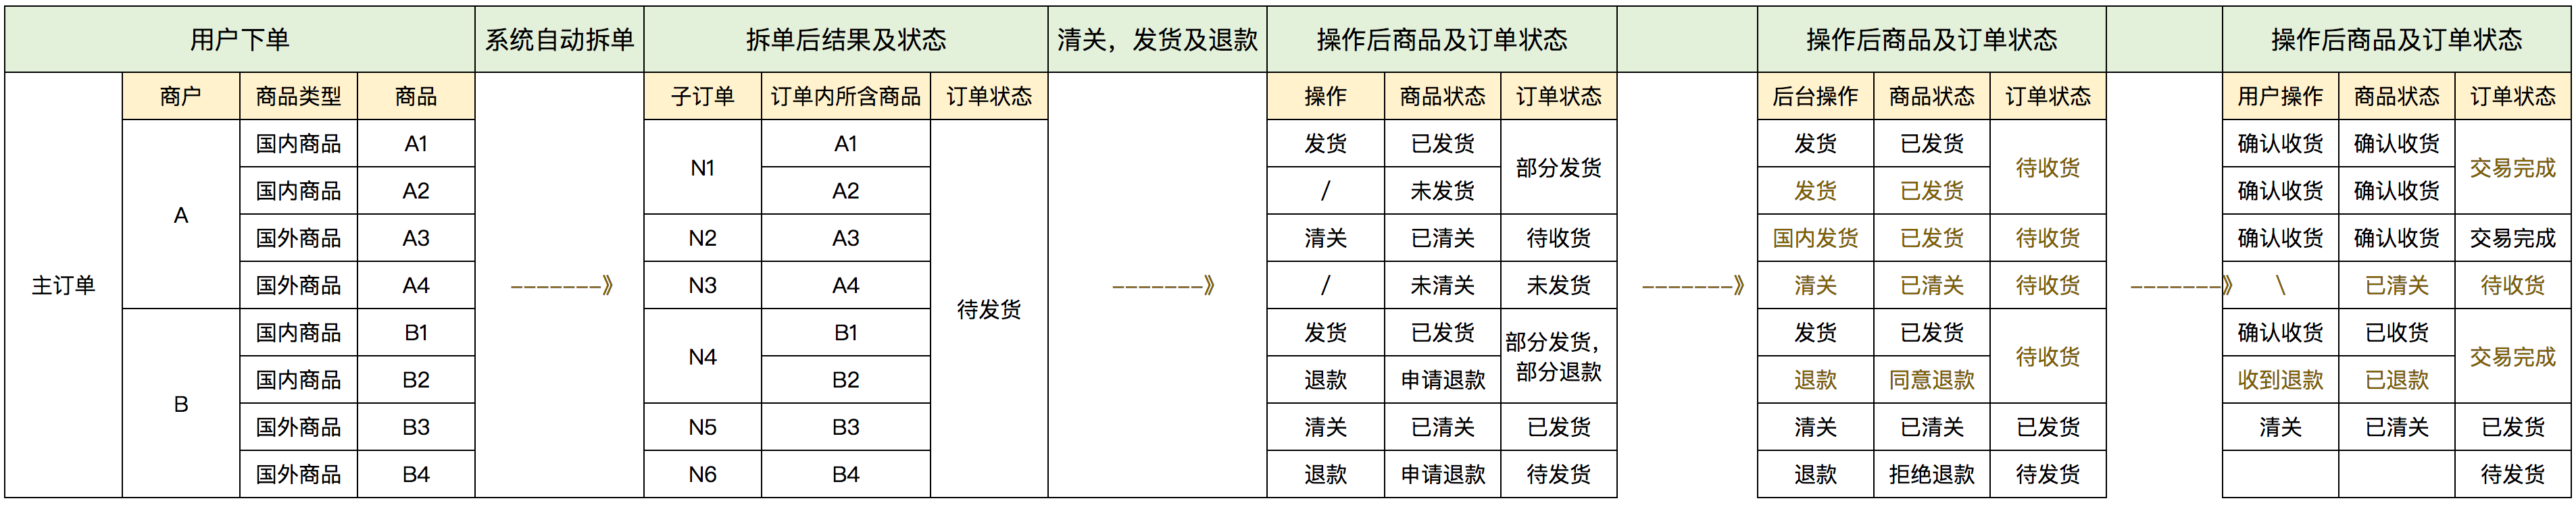 用户下单 系统自动拆单 拆单后结果及状态 清关，发货及退款 操作后商品及订单状态 操作后商品及订单状态 操作后商品及订单状态
商户 商品类型 商品 子订单 订单内所含商品 订单状态 操作 商品状态 订单状态 后台操作 商品状态 订单状态 用户操作 商品状态 订单状态
国内商品 A1 A1 发货 已发货 发货 已发货 确认收货 确认收货
N1 部分发货 待收货 交易完成
国内商品 A2 A2 / 未发货 发货 已发货 确认收货 确认收货
A
国外商品 A3 N2 A3 清关 已清关 待收货 国内发货 已发货 待收货 确认收货 确认收货 交易完成
主订单 国外商品 A4 -------》 N3 A4 -------》 / 未清关 未发货 -------》 清关 已清关 待收货 -------》 \ 已清关 待收货
待发货
国内商品 B1 B1 发货 已发货 部分发货， 发货 已发货 确认收货 已收货
N4 待收货 交易完成
国内商品 B2 B2 退款 申请退款 部分退款 退款 同意退款 收到退款 已退款
B
国外商品 B3 N5 B3 清关 已清关 已发货 清关 已清关 已发货 清关 已清关 已发货
国外商品 B4 N6 B4 退款 申请退款 待发货 退款 拒绝退款 待发货 待发货